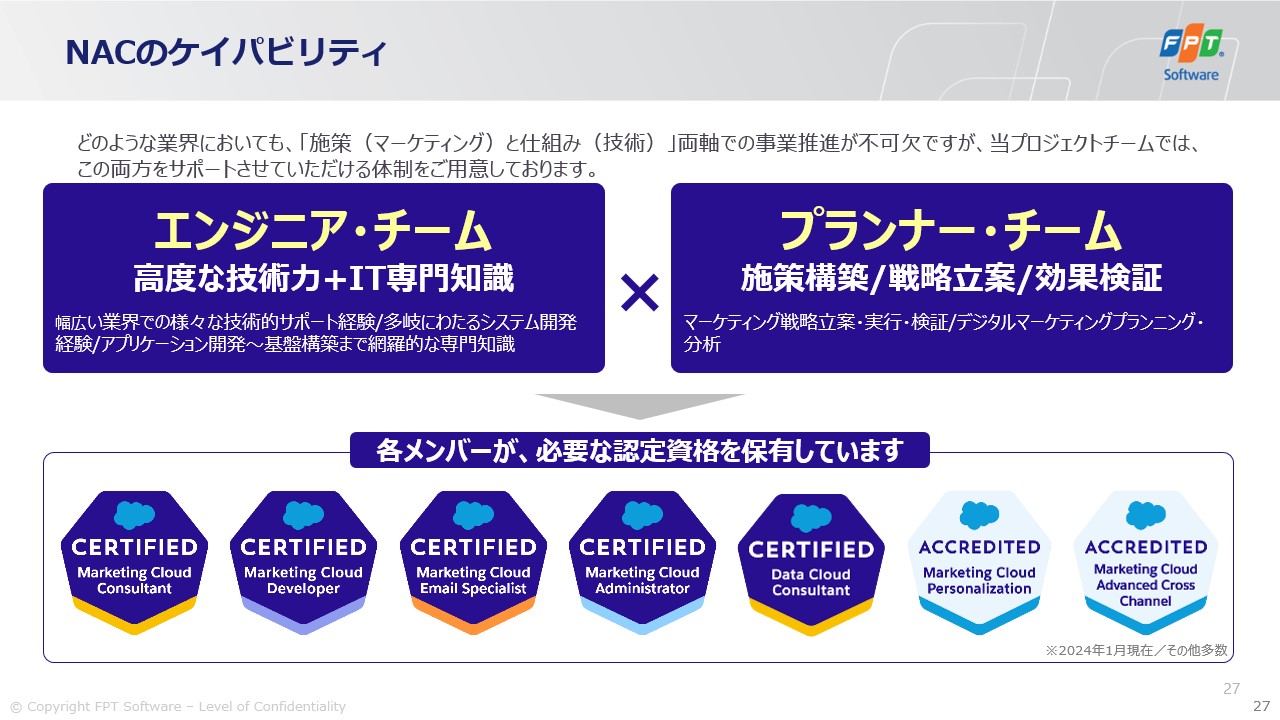 NACのケイパビリティ
FPT
Software
どのような業界においても、「施策（マーケティング）と仕組み（技術）」両軸での事業推進が不可欠ですが、当プロジェクトチームでは、
この両方をサポートさせていただける体制をご用意しております。
エンジニア・チーム
高度な技術力＋IT専門知識
幅広い業界での様々な技術的サポート経験/多岐にわたるシステム開発
経験/アプリケーション開発～基盤構築まで網羅的な専門知識
×
プランナー・チーム
施策構築/戦略立案/効果検証
マーケティング戦略立案・実行・検証/デジタルマーケティングプランニング・
分析
各メンバーが、必要な認定資格を保有しています
CERTIFIED
Marketing Cloud
Consultant
CERTIFIED
Marketing Cloud
Developer
CERTIFIED
Marketing Cloud
Email Specialist
CERTIFIED
Marketing Cloud
Administrator
CERTIFIED
Data Cloud
Consultant
ACCREDITED
Marketing Cloud
Personalization
ACCREDITED
Marketing Cloud
Advanced Cross
Channel
※2024年1月現在／その他多数
27
© Copyright FPT Software – Level of Confidentiality
27